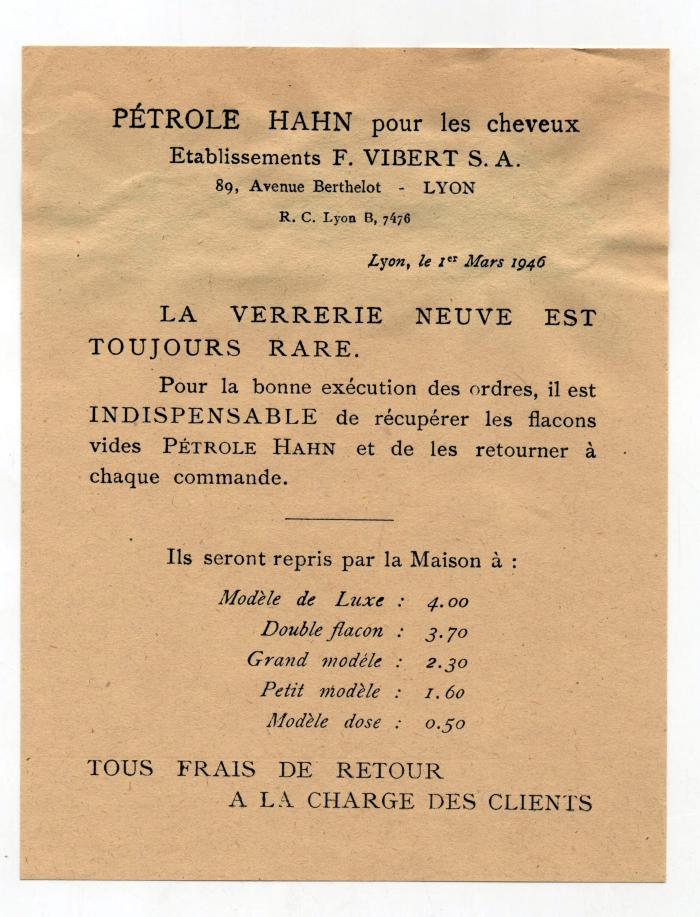 PÉTROLE HAHN pour les cheveux
Etablissements F. VIBERT S. A.
89, Avenue Berthelot - LYON
R. C. Lyon B, 7476
Lyon, le 1er Mars 1946
LA VERRERIE NEUVE EST
TOUJOURS RARE.
Pour la bonne exécution des ordres, il est
INDISPENSABLE de récupérer les flacons
vides PÉTROLE HAHN et de les retourner à
chaque commande.
Ils seront repris par la Maison à :
Modèle de Luxe : 4.00
Double flacon : 3.70
Grand modéle : 2.30
Petit modèle : 1.60
Modèle dose : 0.50
TOUS FRAIS DE RETOUR
A LA CHARGE DES CLIENTS